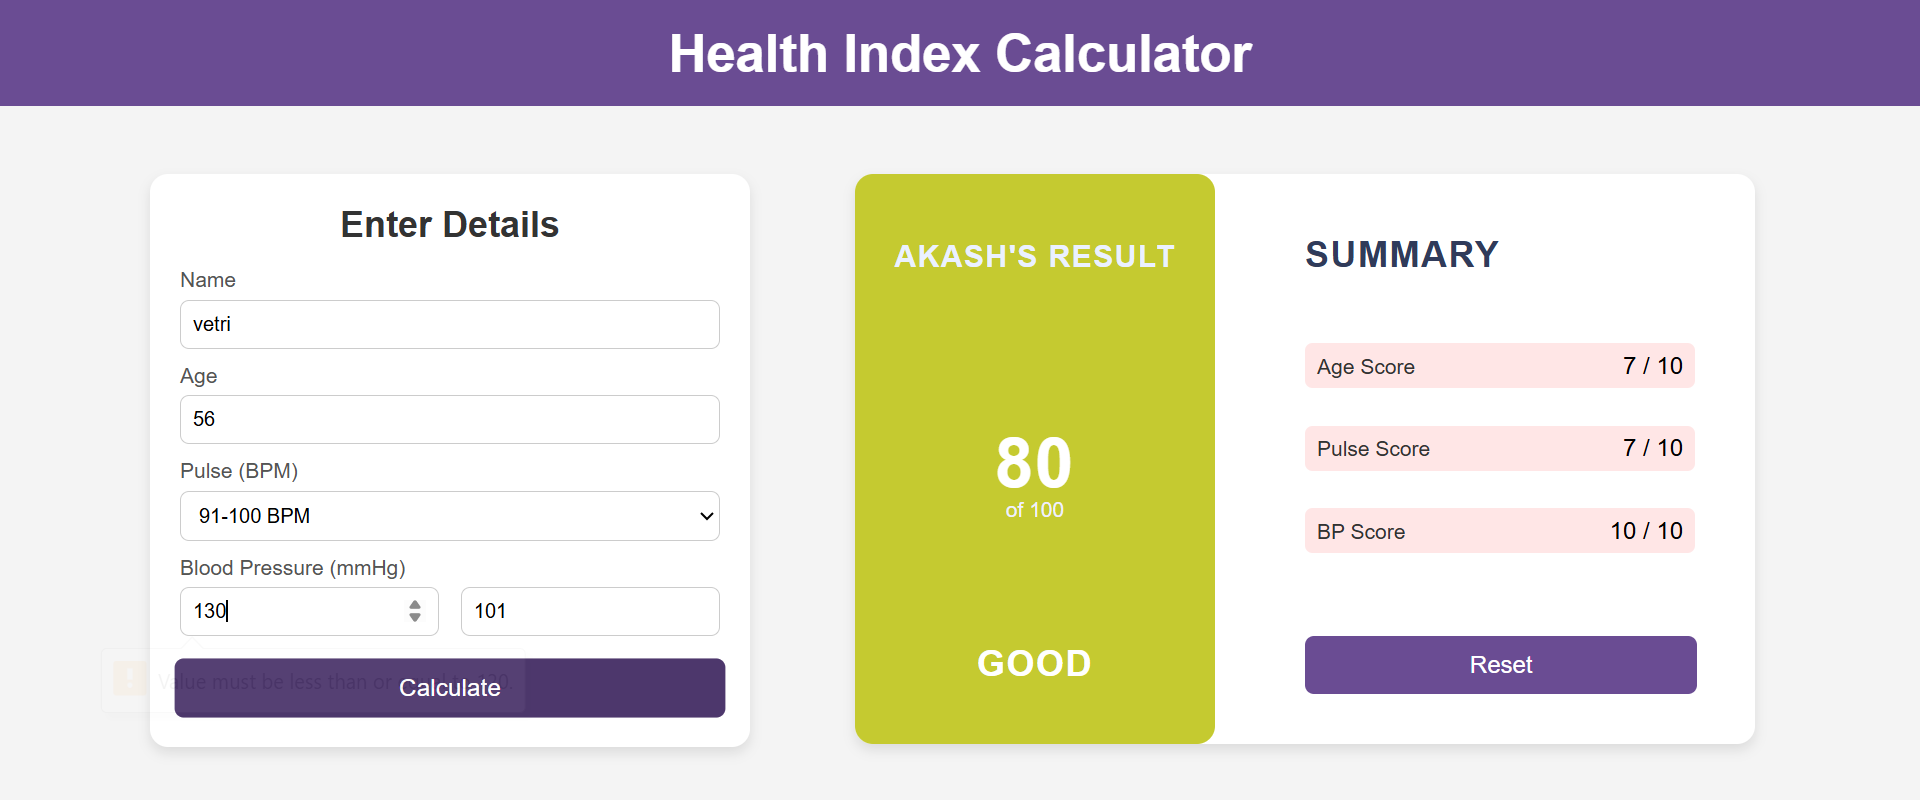 Health Index Calculator
Enter Details
Name
vetri
Age
56
Pulse (BPM)
91-100 BPM
Blood Pressure (mmHg)
130 101
Value must be less than or
Calculate
AKASH'S RESULT
80
of 100
GOOD
SUMMARY
Age Score 7 / 10
Pulse Score 7 / 10
BP Score 10 / 10
Reset